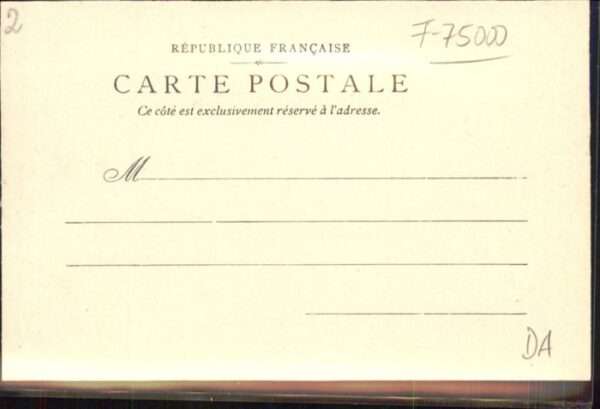 2
F-75000
RÉPUBLIQUE FRANÇAISE
CARTE POSTALE
Ce côté est exclusivement réservé à l'adresse.
M
DA